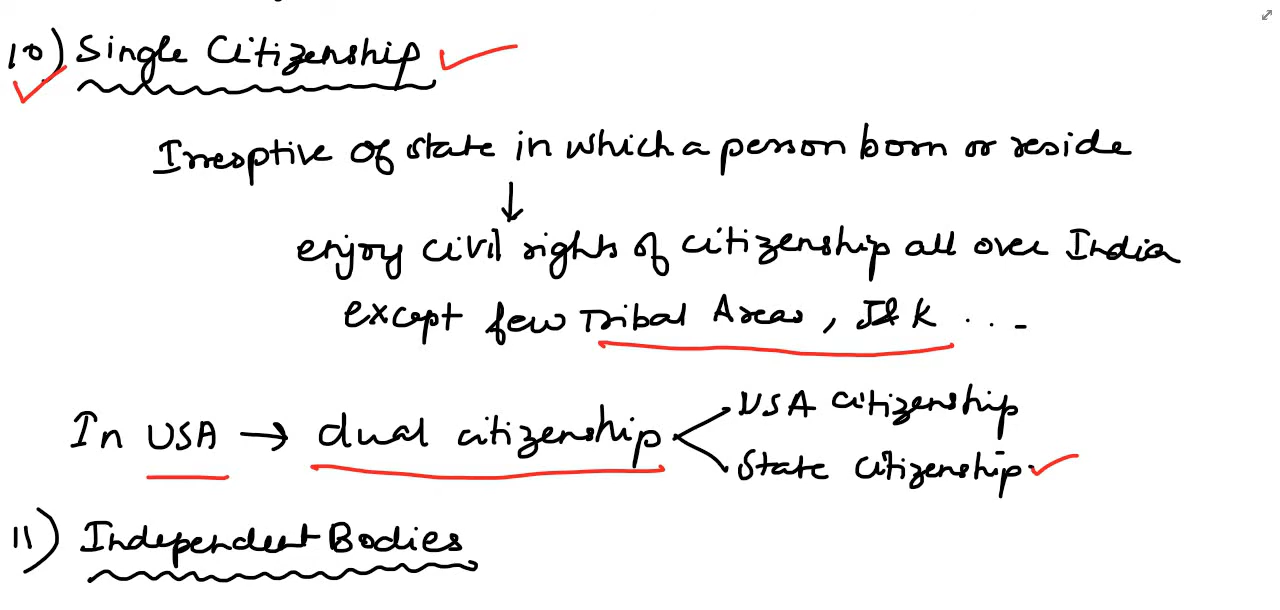 10) Single Citizenship
Irresptive of state in which a person born or reside
↓
enjoy civil rights of citizenship all over India
except few Tribal Areas, J&K ...
In USA → dual citizenship
USA citizenship
State citizenship
11) Independent Bodies